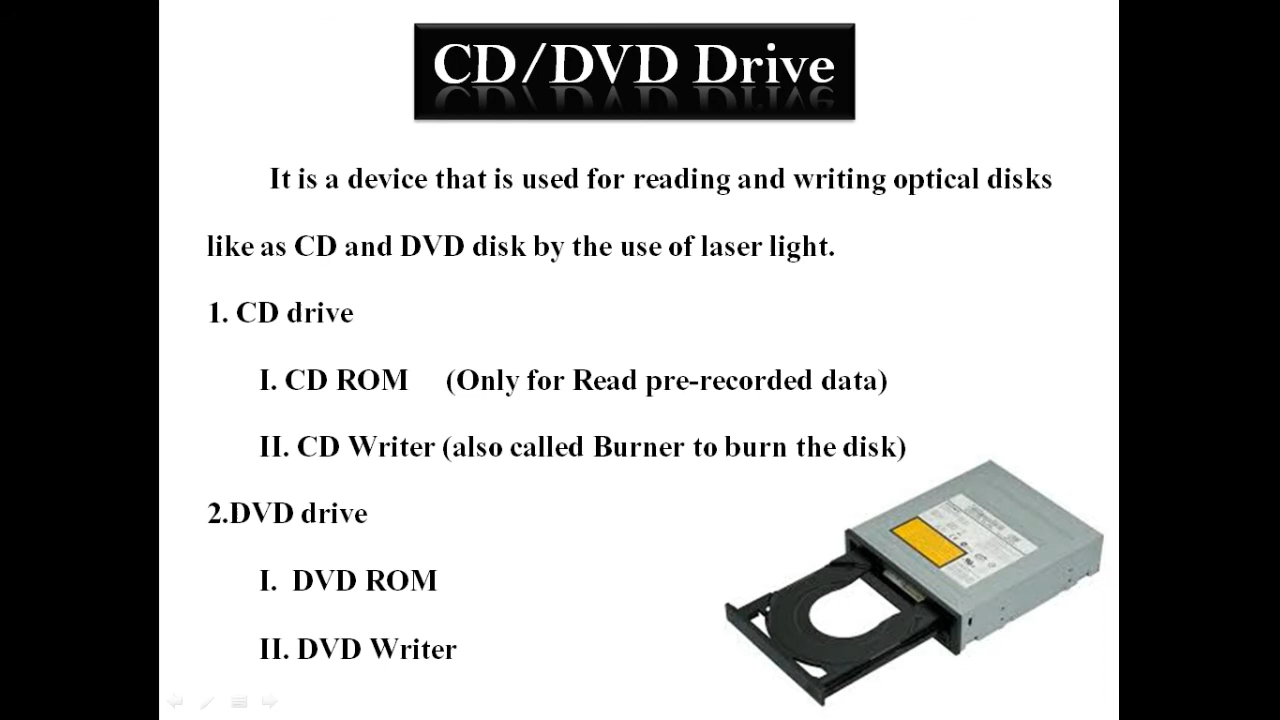 CD/DVD Drive
It is a device that is used for reading and writing optical disks
like as CD and DVD disk by the use of laser light.
1. CD drive
I. CD ROM (Only for Read pre-recorded data)
II. CD Writer (also called Burner to burn the disk)
2.DVD drive
I. DVD ROM
II. DVD Writer